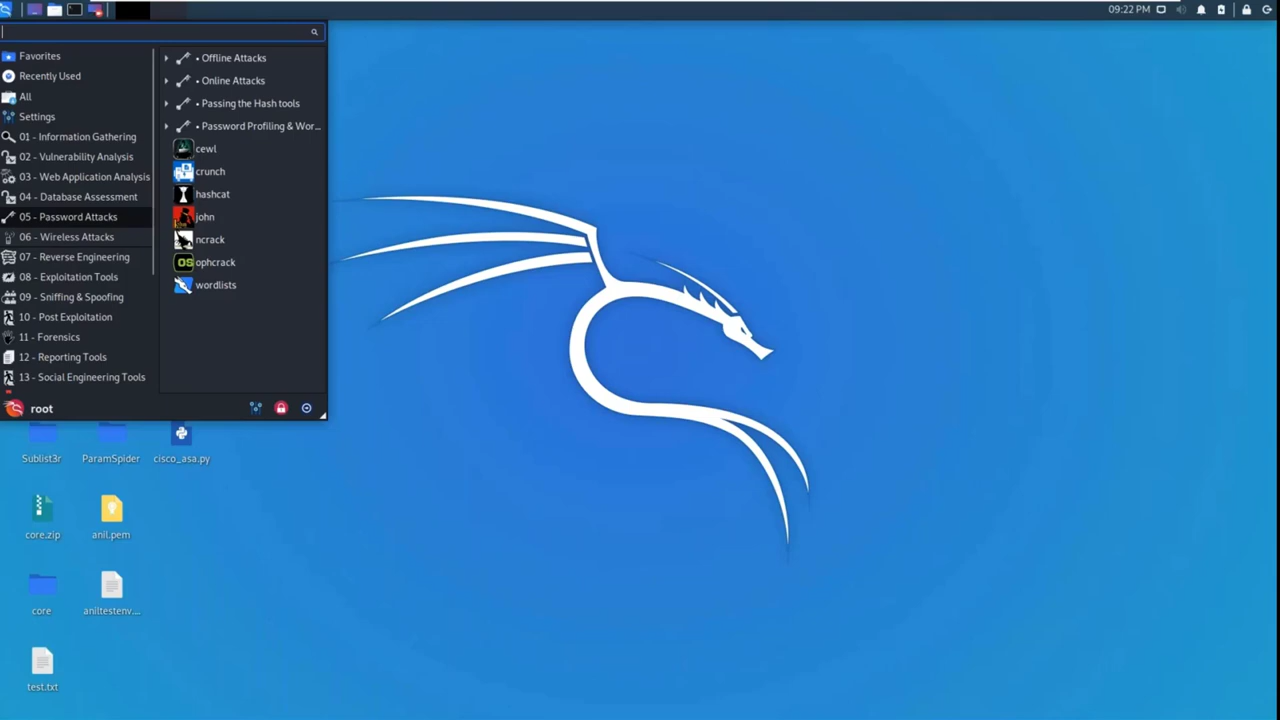 09:22 PM
Favorites
Recently Used
All
Settings
01 - Information Gathering
02 - Vulnerability Analysis
03 - Web Application Analysis
04 - Database Assessment
05 - Password Attacks
06 - Wireless Attacks
07 - Reverse Engineering
08 - Exploitation Tools
09 - Sniffing & Spoofing
10 - Post Exploitation
11 - Forensics
12 - Reporting Tools
13 - Social Engineering Tools
• Offline Attacks
• Online Attacks
• Passing the Hash tools
• Password Profiling & Wor...
cewl
crunch
hashcat
john
ncrack
OS
ophcrack
wordlists
root
Sublist3r
ParamSpider
cisco_asa.py
core.zip
anil.pem
core
aniltestenv....
test.txt